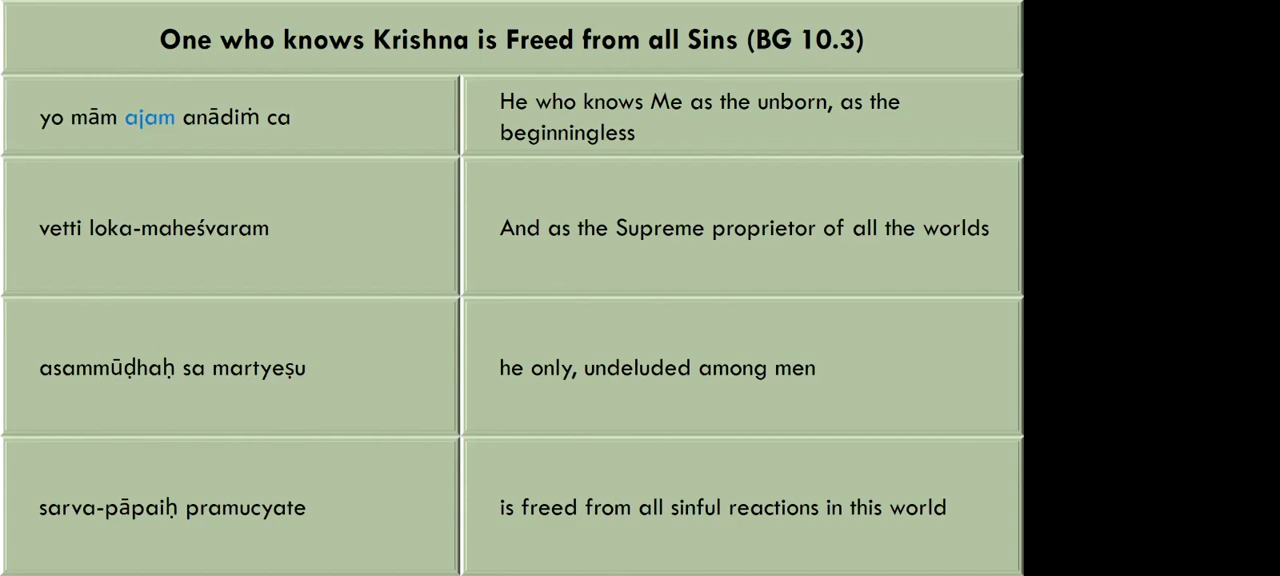 One who knows Krishna is Freed from all Sins (BG 10.3)
yo mām ajam anādiṁ ca
He who knows Me as the unborn, as the
beginningless
vetti loka-maheśvaram
And as the Supreme proprietor of all the worlds
asammūḍhaḥ sa martyeṣu
he only, undeluded among men
sarva-pāpaiḥ pramucyate
is freed from all sinful reactions in this world